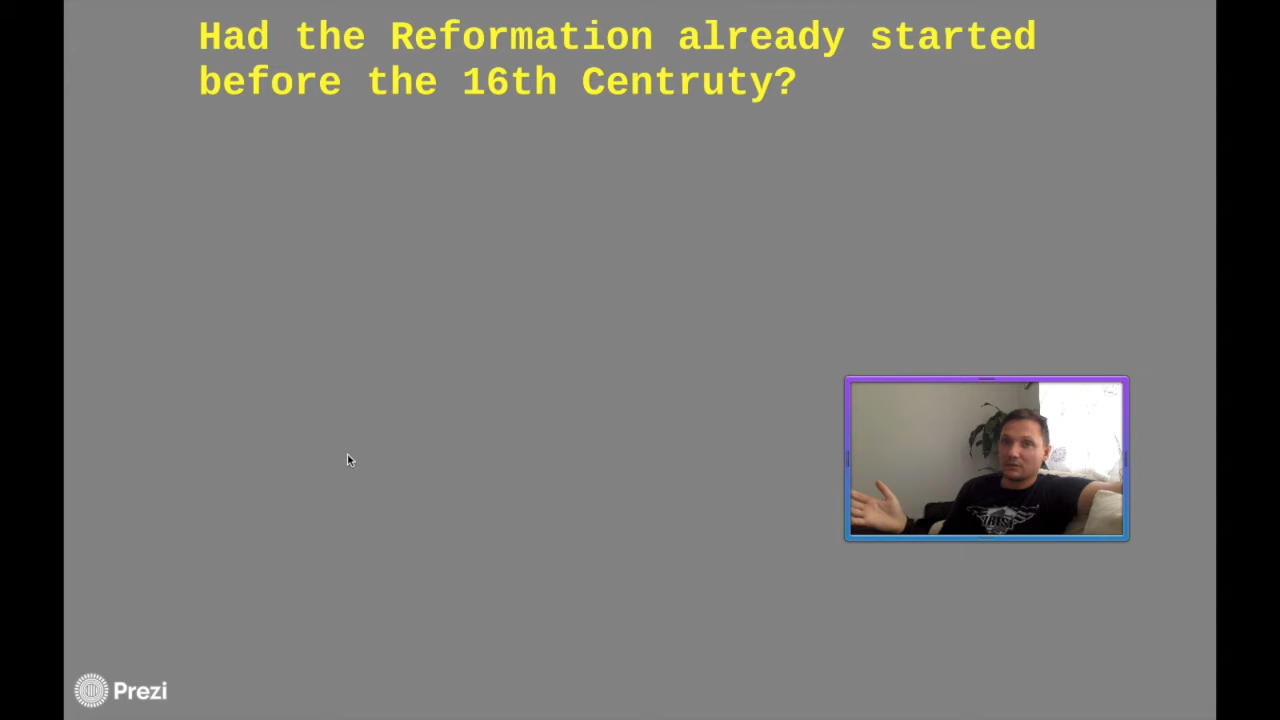 Had the Reformation already started
before the 16th Centruty?
Prezi